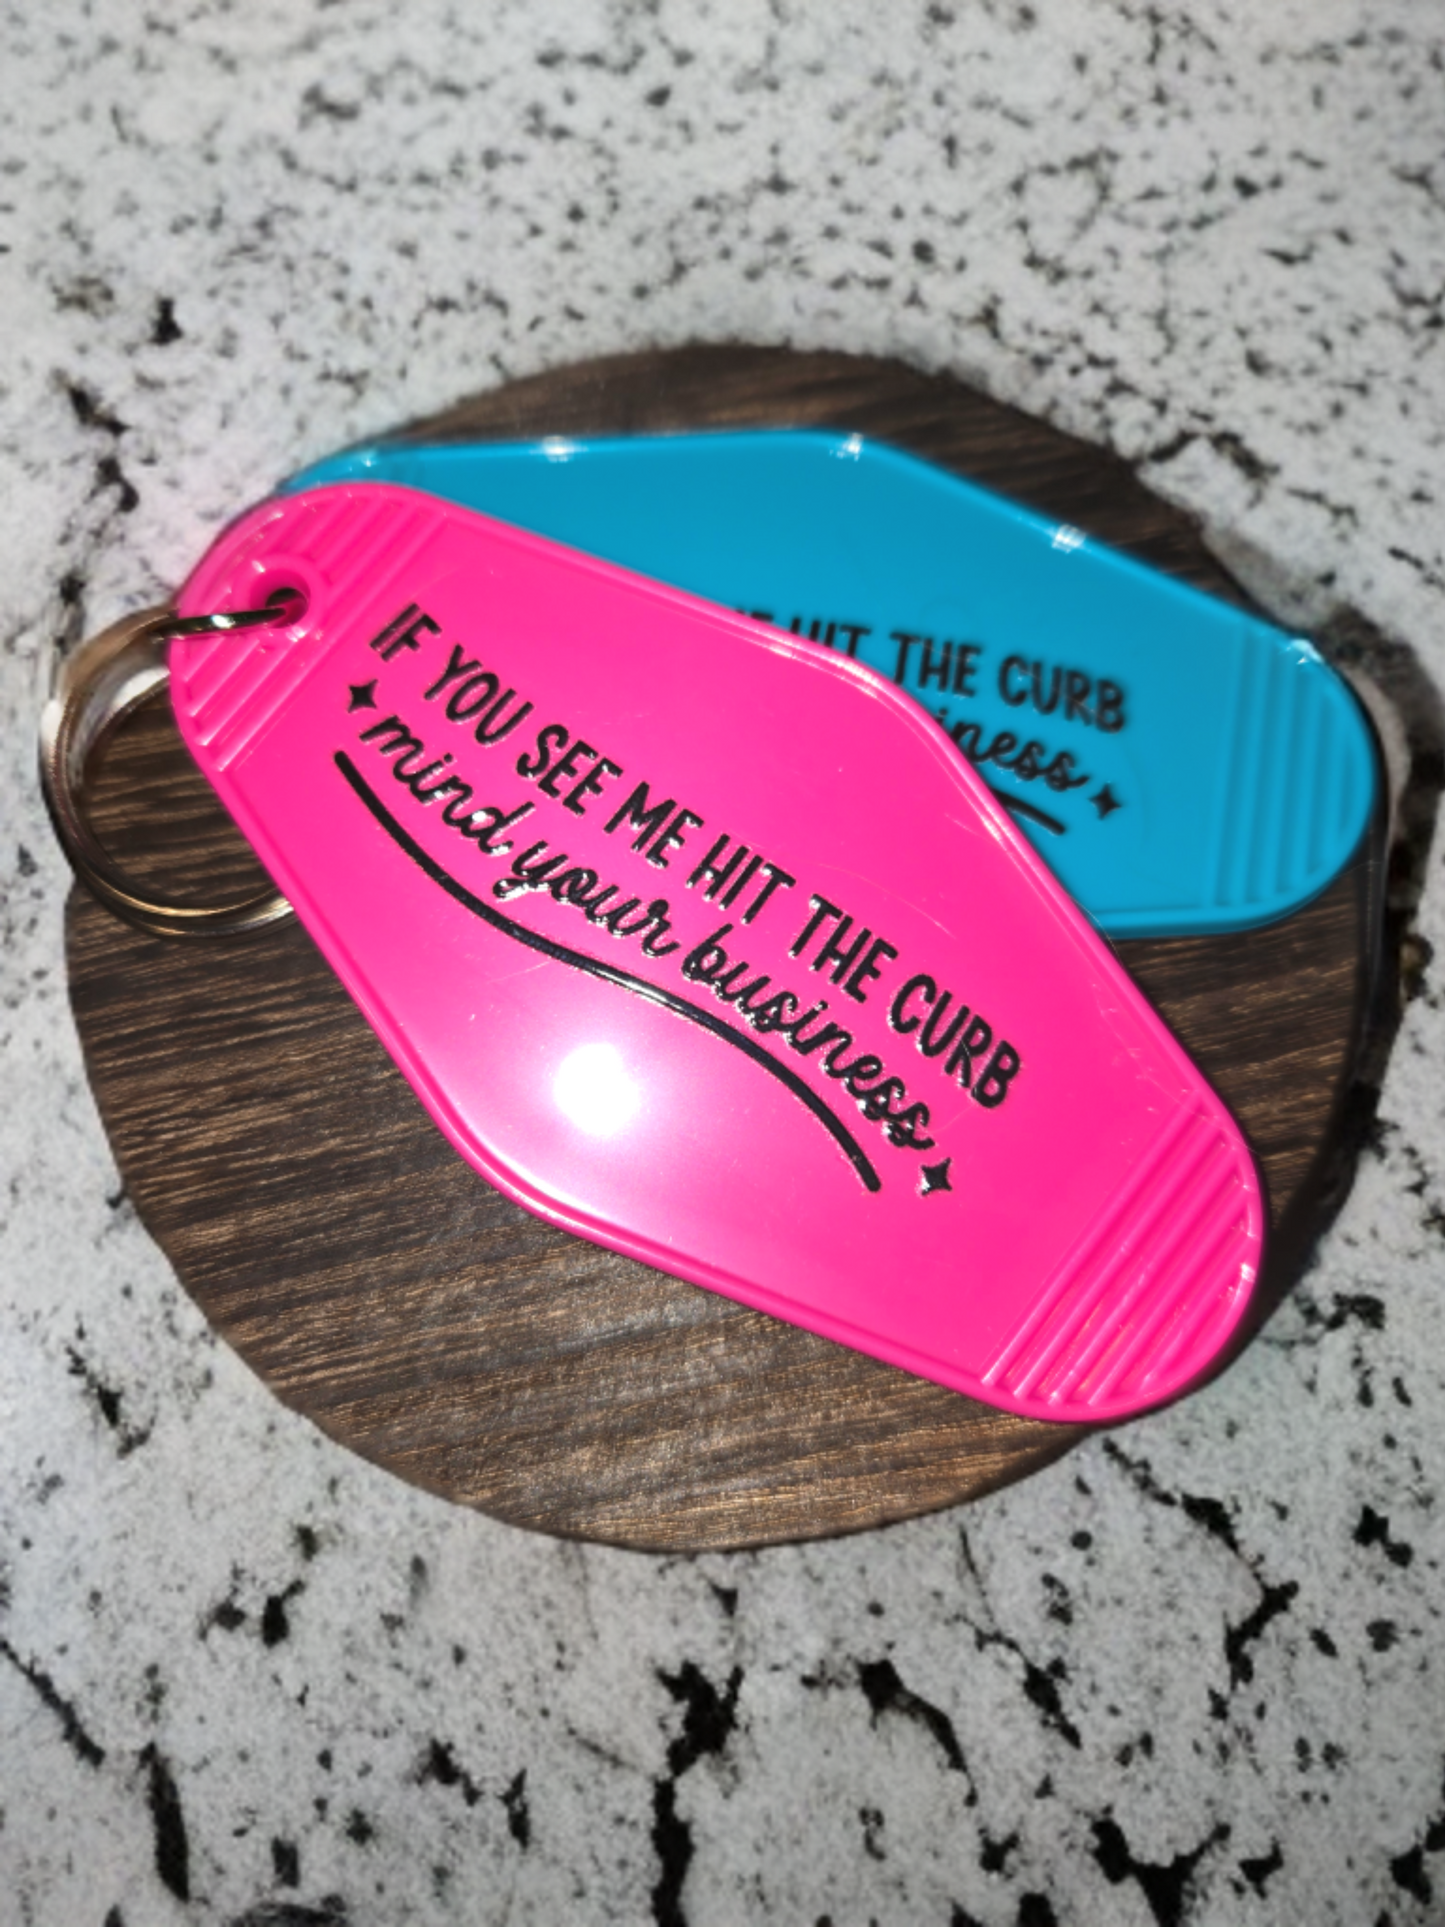 IF YOU SEE ME HIT THE CURB
mind your business
HIT THE CURB